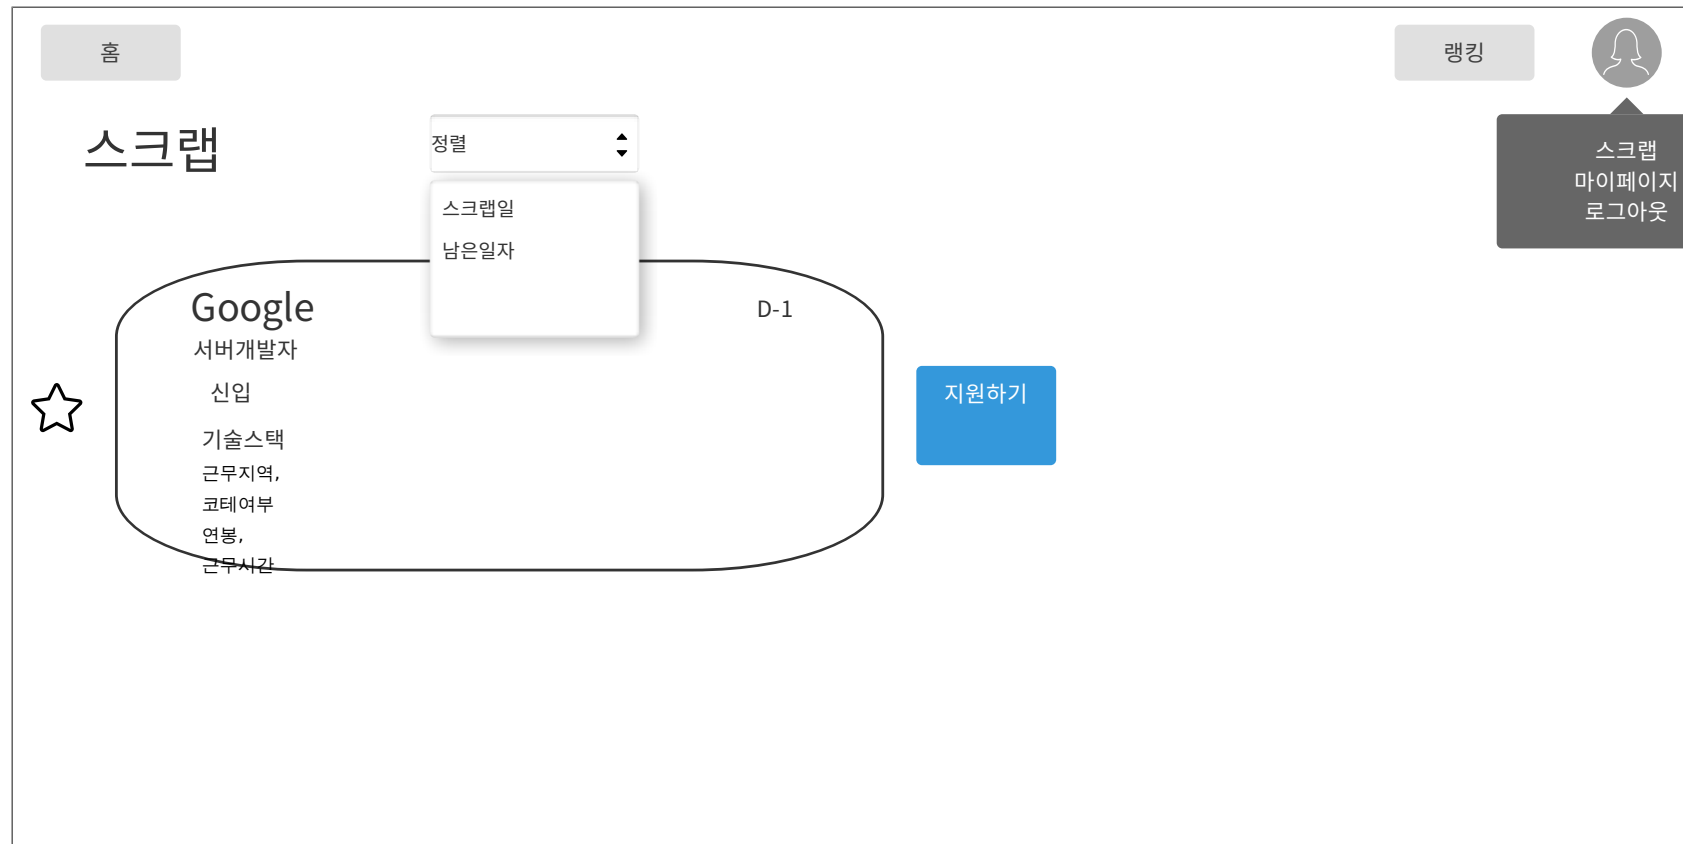 홈
랭킹
스크랩
정렬
스크랩
마이페이지
로그아웃
스크랩일
남은일자
Google
D-1
서버개발자
신입
지원하기
기술스택
근무지역,
코테여부
연봉,
근무시간